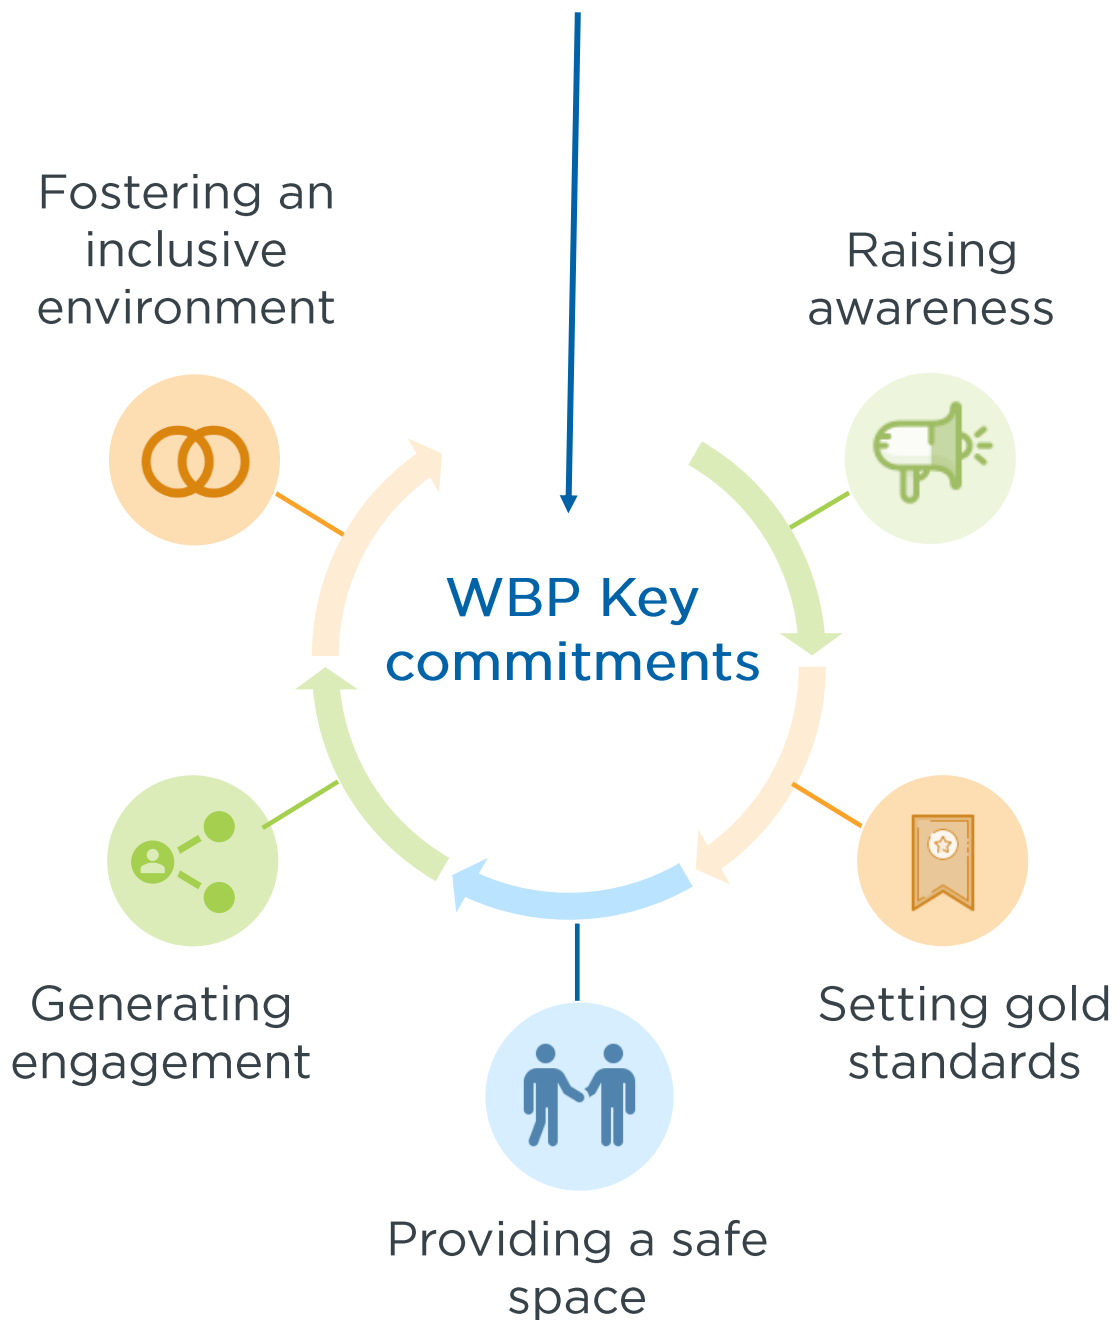 Fostering an
inclusive
environment
Raising
awareness
WBP Key
commitments
Generating
engagement
Setting gold
standards
Providing a safe
space